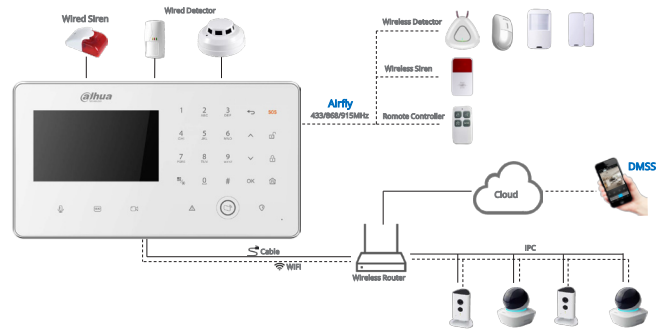 Wired Siren
Wired Detector
Wireless Detector
alhua
Wireless Siren
Airfly
433/868/915MHz
Romote Controller
1 2 3 SOS
4 5 6
7 8 9
0 # OK
DMSS
Cloud
Cable
WiFi
Wireless Router
IPC